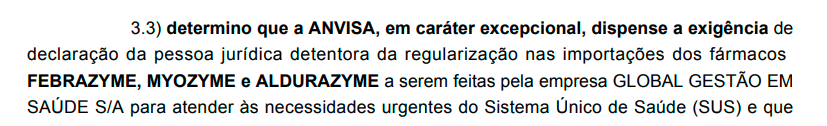 3.3) determino que a ANVISA, em caráter excepcional, dispense a exigência de
declaração da pessoa jurídica detentora da regularização nas importações dos fármacos
FEBRAZYME, MYOZYME e ALDURAZYME a serem feitas pela empresa GLOBAL GESTÃO EM
SAÚDE S/A para atender às necessidades urgentes do Sistema Único de Saúde (SUS) e que